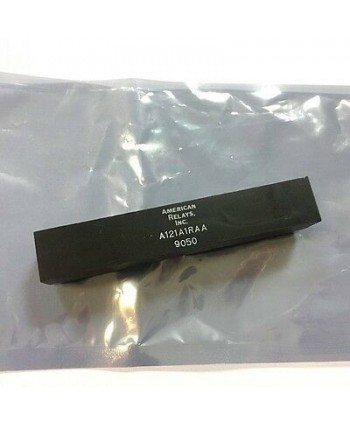 AMERICAN
RELAYS,
INC.
A121A1RAA
9050